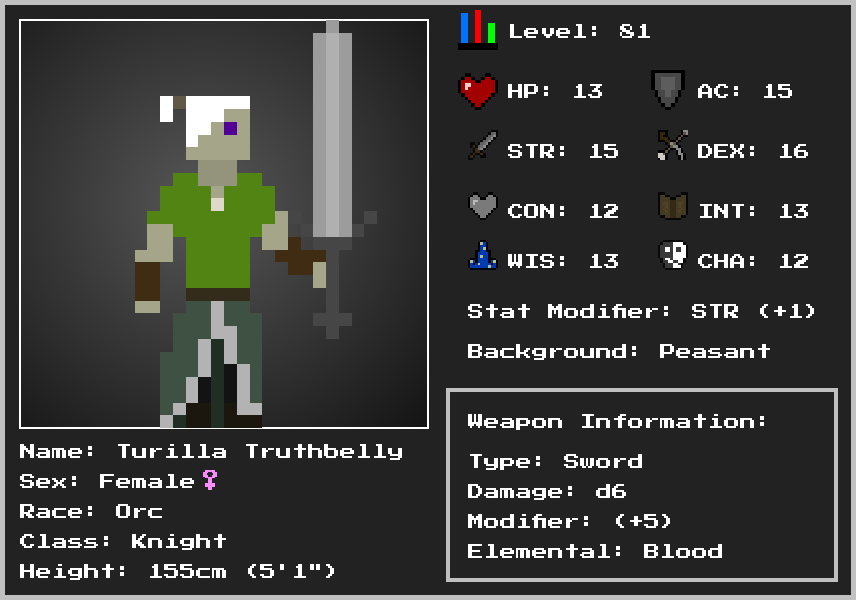 Level: 81
HP: 13
AC: 15
STR: 15
DEX: 16
CON: 12
INT: 13
WIS: 13
CHA: 12
Stat Modifier: STR (+1)
Background: Peasant
Weapon Information:
Type: Sword
Damage: d6
Modifier: (+5)
Elemental: Blood
Name: Turilla Truthbelly
Sex: Female♀
Race: Orc
Class: Knight
Height: 155cm (5'1")